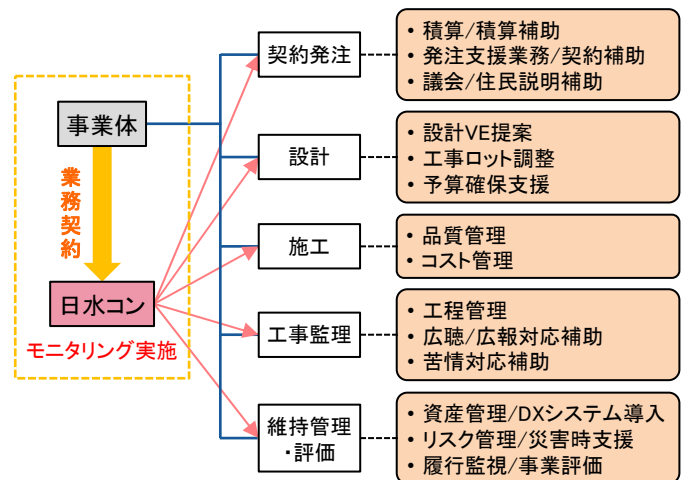 事業体
業務契約
日水コン
モニタリング実施
契約発注
・積算/積算補助
・発注支援業務/契約補助
・議会/住民説明補助
設計
・設計VE提案
・工事ロット調整
・予算確保支援
施工
・品質管理
・コスト管理
工事監理
・工程管理
・広聴/広報対応補助
・苦情対応補助
維持管理
・評価
・資産管理/DXシステム導入
・リスク管理/災害時支援
・履行監視/事業評価